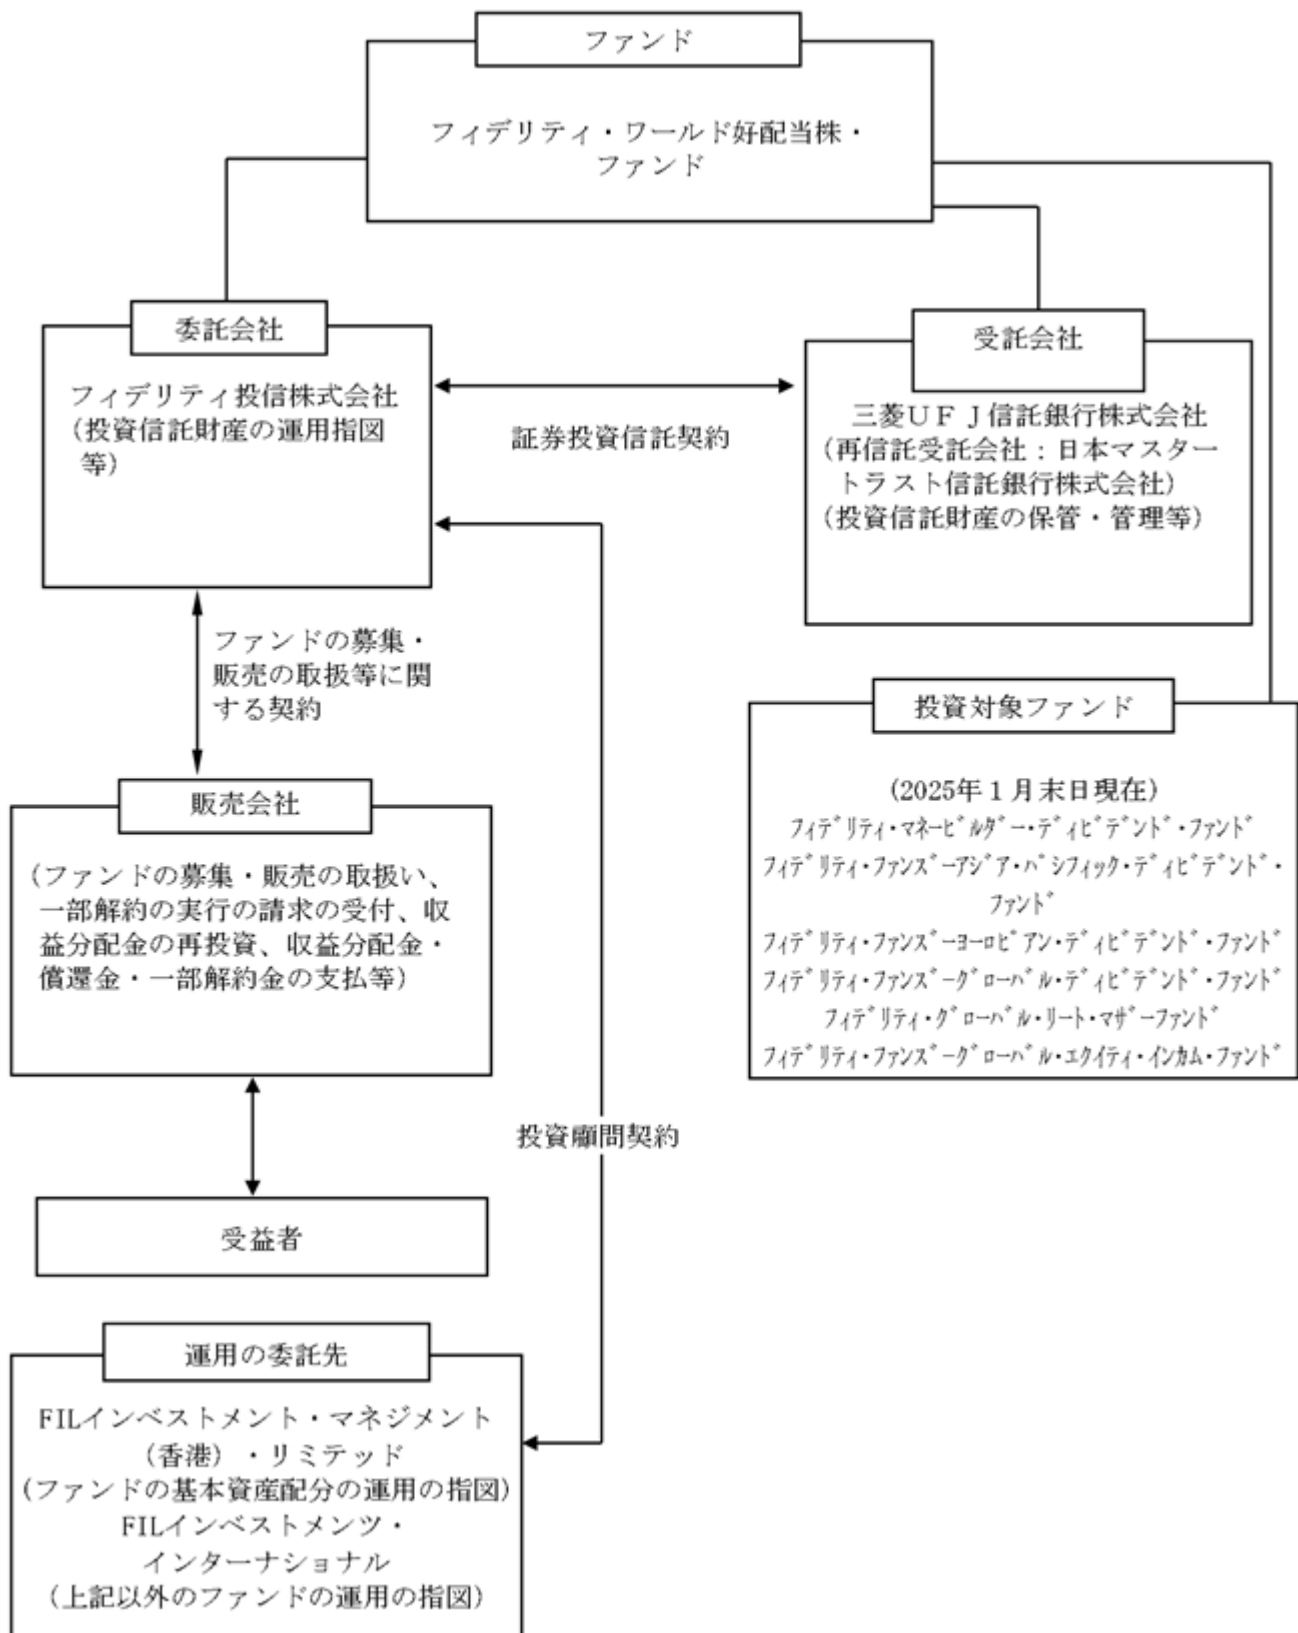 ファンド
フィデリティ・ワールド好配当株・
ファンド
委託会社
フィデリティ投信株式会社
（投資信託財産の運用指図
等）
証券投資信託契約
受託会社
三菱ＵＦＪ信託銀行株式会社
（再信託受託会社：日本マスター
トラスト信託銀行株式会社）
（投資信託財産の保管・管理等）
ファンドの募集・
販売の取扱等に関
する契約
投資対象ファンド
（2025年１月末日現在）
ﾌｨﾃﾞﾘﾃｨ・ﾏﾈｰﾋﾞﾙﾀﾞｰ・ﾃﾞｨﾋﾞﾃﾞﾝﾄﾞ・ﾌｧﾝﾄﾞ
ﾌｨﾃﾞﾘﾃｨ・ﾌｧﾝｽﾞｰｱｼﾞｱ・ﾊﾟｼﾌｨｯｸ・ﾃﾞｨﾋﾞﾃﾞﾝﾄﾞ・
ﾌｧﾝﾄﾞ
ﾌｨﾃﾞﾘﾃｨ・ﾌｧﾝｽﾞｰﾖｰﾛﾋﾟｱﾝ・ﾃﾞｨﾋﾞﾃﾞﾝﾄﾞ・ﾌｧﾝﾄﾞ
ﾌｨﾃﾞﾘﾃｨ・ﾌｧﾝｽﾞｰｸﾞﾛｰﾊﾞﾙ・ﾃﾞｨﾋﾞﾃﾞﾝﾄﾞ・ﾌｧﾝﾄﾞ
ﾌｨﾃﾞﾘﾃｨ・ｸﾞﾛｰﾊﾞﾙ・ﾘｰﾄ・ﾏｻﾞｰﾌｧﾝﾄﾞ
ﾌｨﾃﾞﾘﾃｨ・ﾌｧﾝｽﾞｰｸﾞﾛｰﾊﾞﾙ・ｴｸｲﾃｨ・ｲﾝｶﾑ・ﾌｧﾝﾄﾞ
販売会社
（ファンドの募集・販売の取扱い、
一部解約の実行の請求の受付、収
益分配金の再投資、収益分配金・
償還金・一部解約金の支払等）
投資顧問契約
受益者
運用の委託先
FILインベストメント・マネジメント
（香港）・リミテッド
（ファンドの基本資産配分の運用の指図）
FILインベストメンツ・
インターナショナル
（上記以外のファンドの運用の指図）